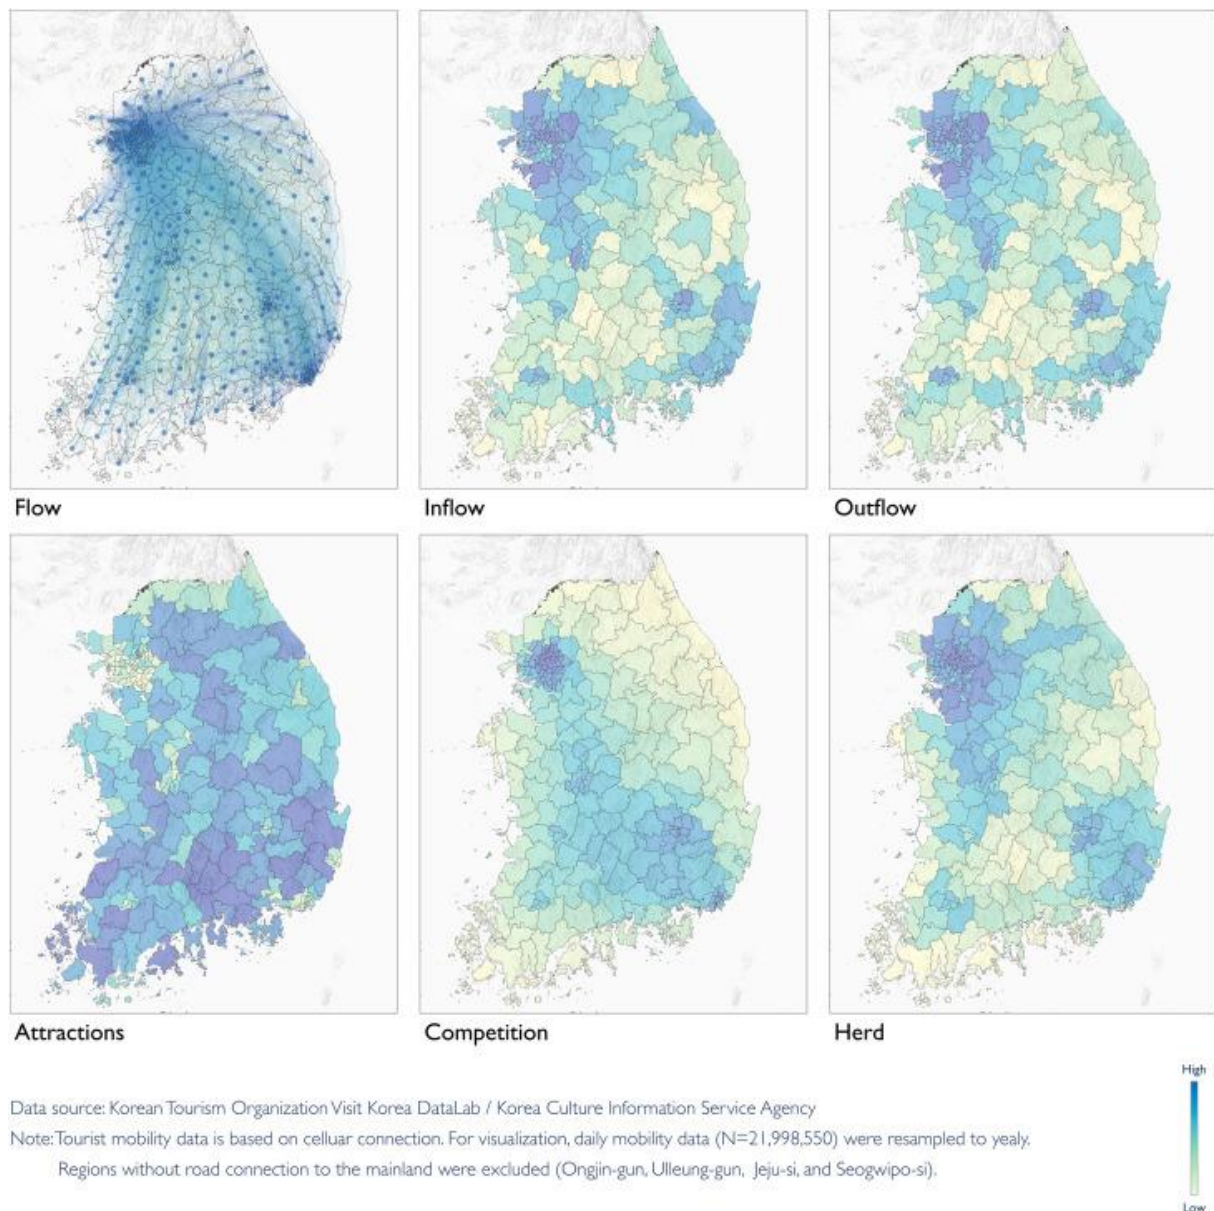 Flow
Inflow
Outflow
Attractions
Competition
Herd
High
Data source: Korean Tourism Organization Visit Korea DataLab / Korea Culture Information Service Agency
Note: Tourist mobility data is based on celluar connection. For visualization, daily mobility data (N=21,998,550) were resampled to yealy.
Regions without road connection to the mainland were excluded (Ongjin-gun, Ulleung-gun, Jeju-si, and Seogwipo-si).
Low